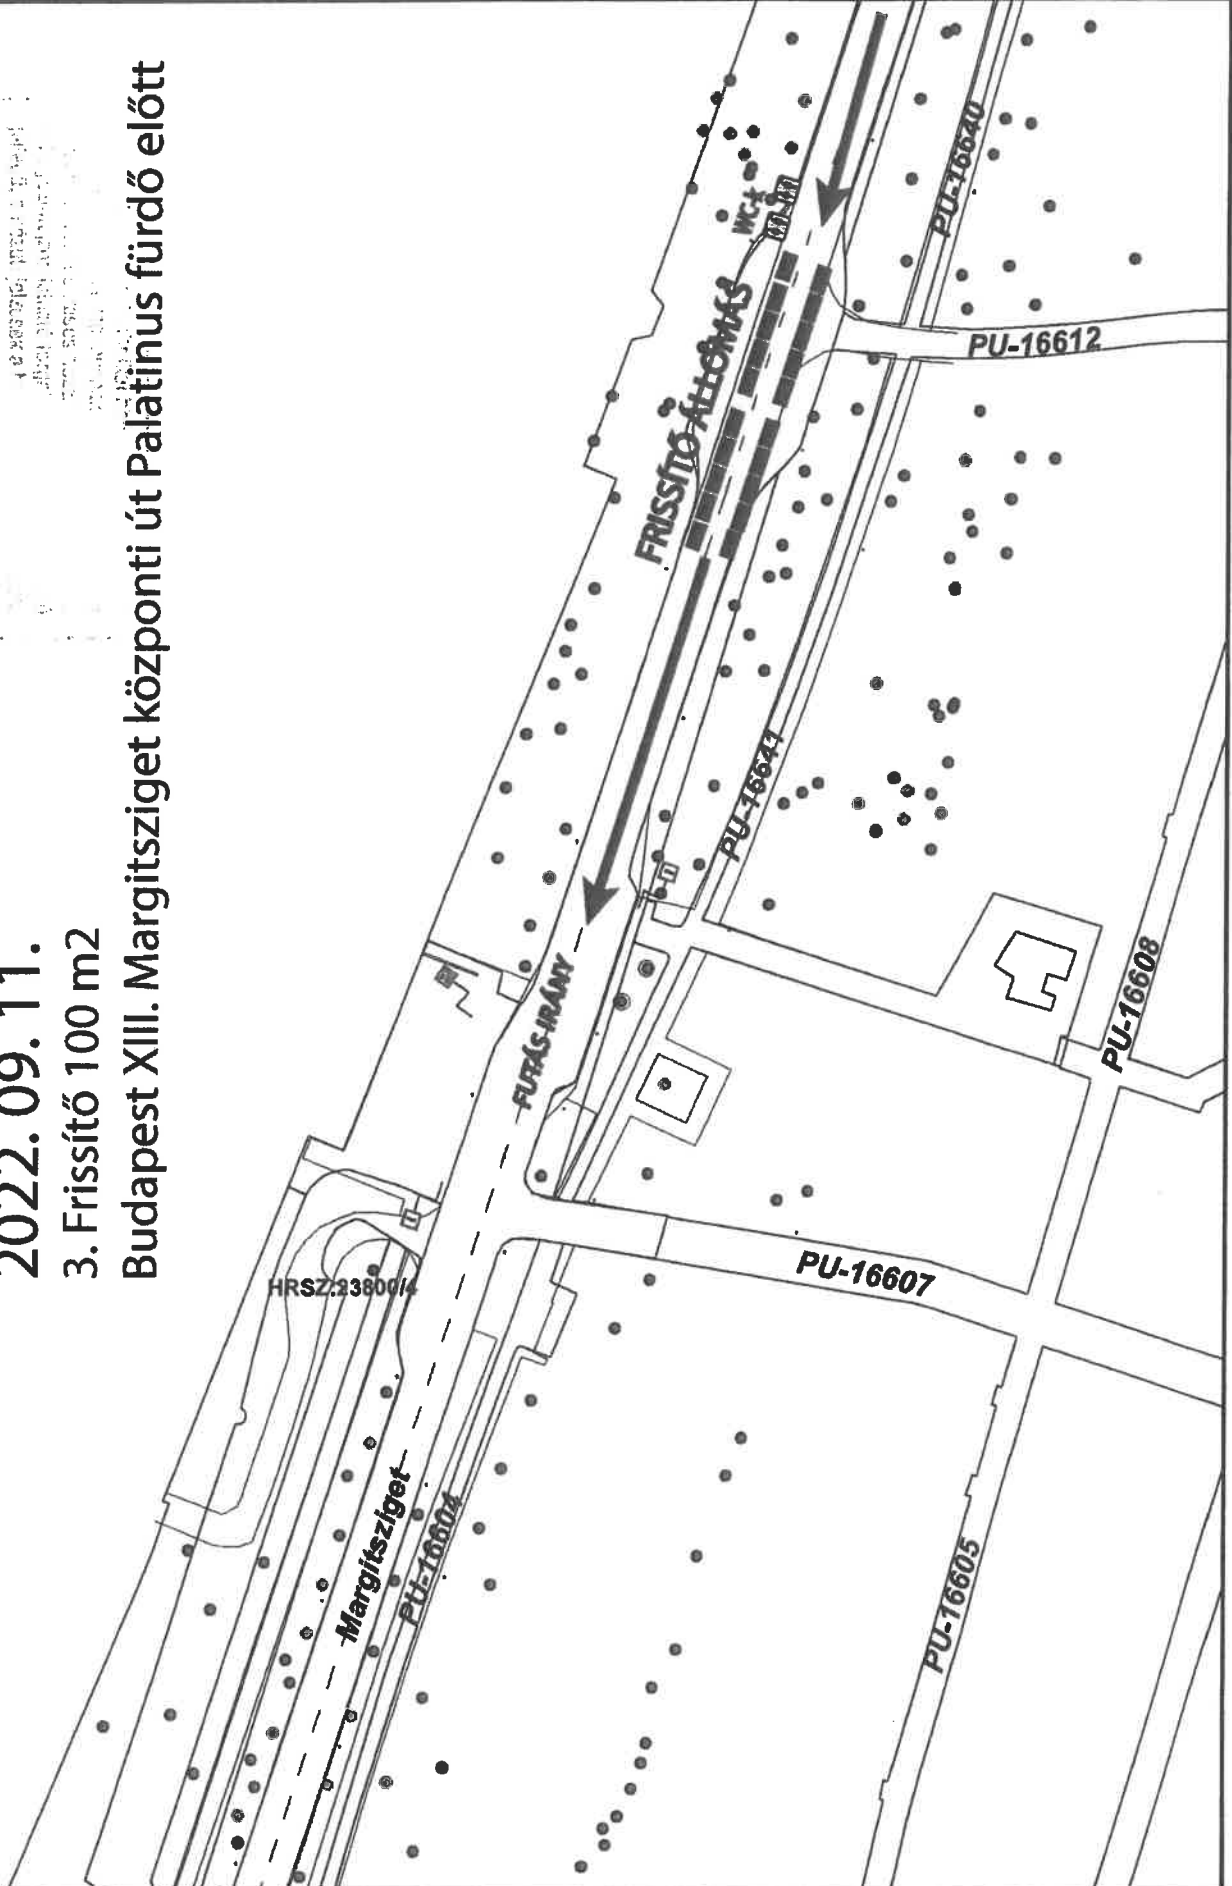 2022. 09. 11.
3. Frissítő 100 m2
Budapest XIII. Margitsziget központi út Palatinus fürdő előtt
WC-k
FRISSÍTŐ ÁLLOMÁS
FUTÁS IRÁNY
PU-16640
PU-16612
PU-16641
PU-16608
PU-16607
HRSZ:23800/4
Margitsziget
PU-16604
PU-16605